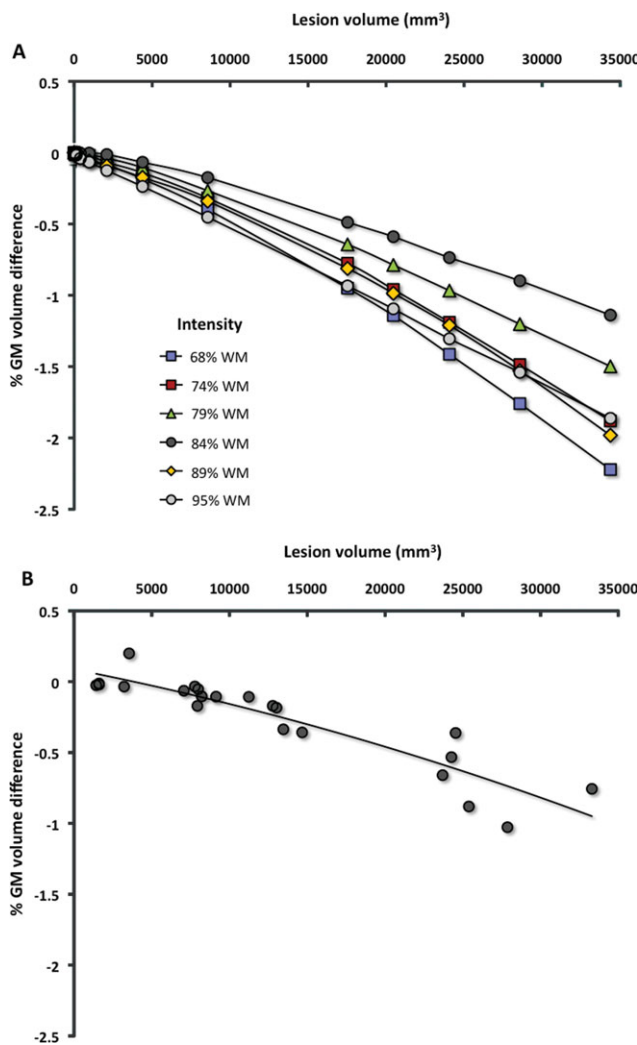 Lesion volume (mm³)
A
0 5000 10000 15000 20000 25000 30000 35000
0.5
0
-0.5
-1
-1.5
-2
-2.5
% GM volume difference
Intensity
68% WM
74% WM
79% WM
84% WM
89% WM
95% WM
Lesion volume (mm³)
B
0 5000 10000 15000 20000 25000 30000 35000
0.5
0
-0.5
-1
-1.5
-2
-2.5
% GM volume difference